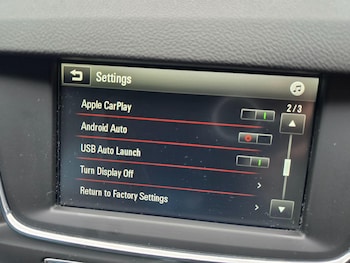 Settings
Apple CarPlay
2/3
Android Auto
USB Auto Launch
Turn Display Off
Return to Factory Settings